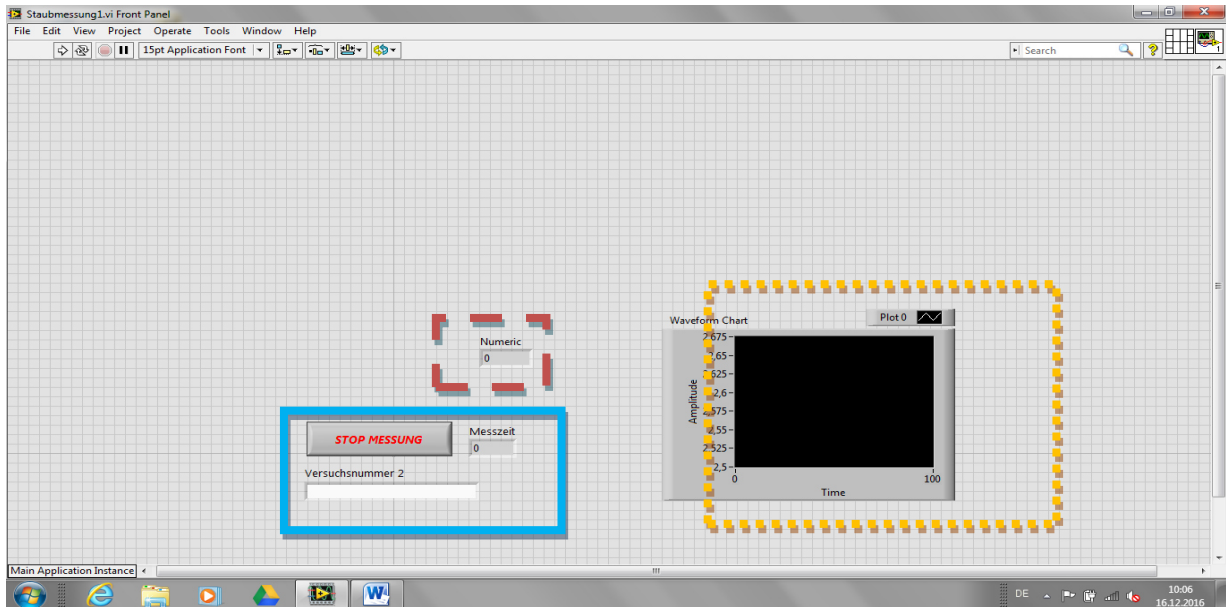 Staubmessung1.vi Front Panel
File Edit View Project Operate Tools Window Help
15pt Application Font
Search
?
1
Numeric
0
STOP MESSUNG
Messzeit
0
Versuchsnummer 2
Waveform Chart
Plot 0
Amplitude
2,675
2,65
2,625
2,6
2,575
2,55
2,525
2,5
0
100
Time
Main Application Instance
W
DE
10:06
16.12.2016